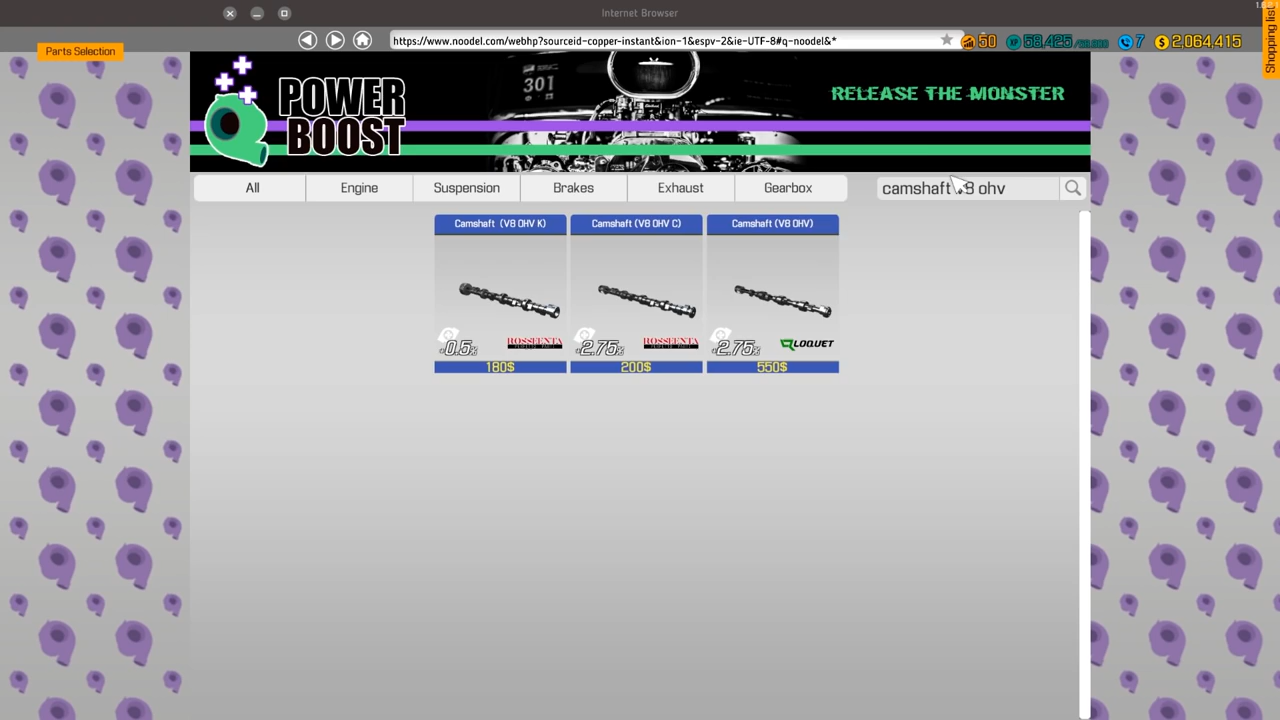 Internet Browser
Parts Selection
https://www.noodel.com/webhp?sourceid-copper-instant&ion-1&espv-2&ie-UTF-8#q-noodel&*
50
7
2,064,415
Shopping list
POWER
BOOST
301
RELEASE THE MONSTER
All
Engine
Suspension
Brakes
Exhaust
Gearbox
Camshaft (V8 OHV K)
Camshaft (V8 OHV C)
Camshaft (V8 OHV)
+0.5%
ROSSFENTA
+2.75%
ROSSFENTA
+2.75%
LOQUET
180$
200$
550$